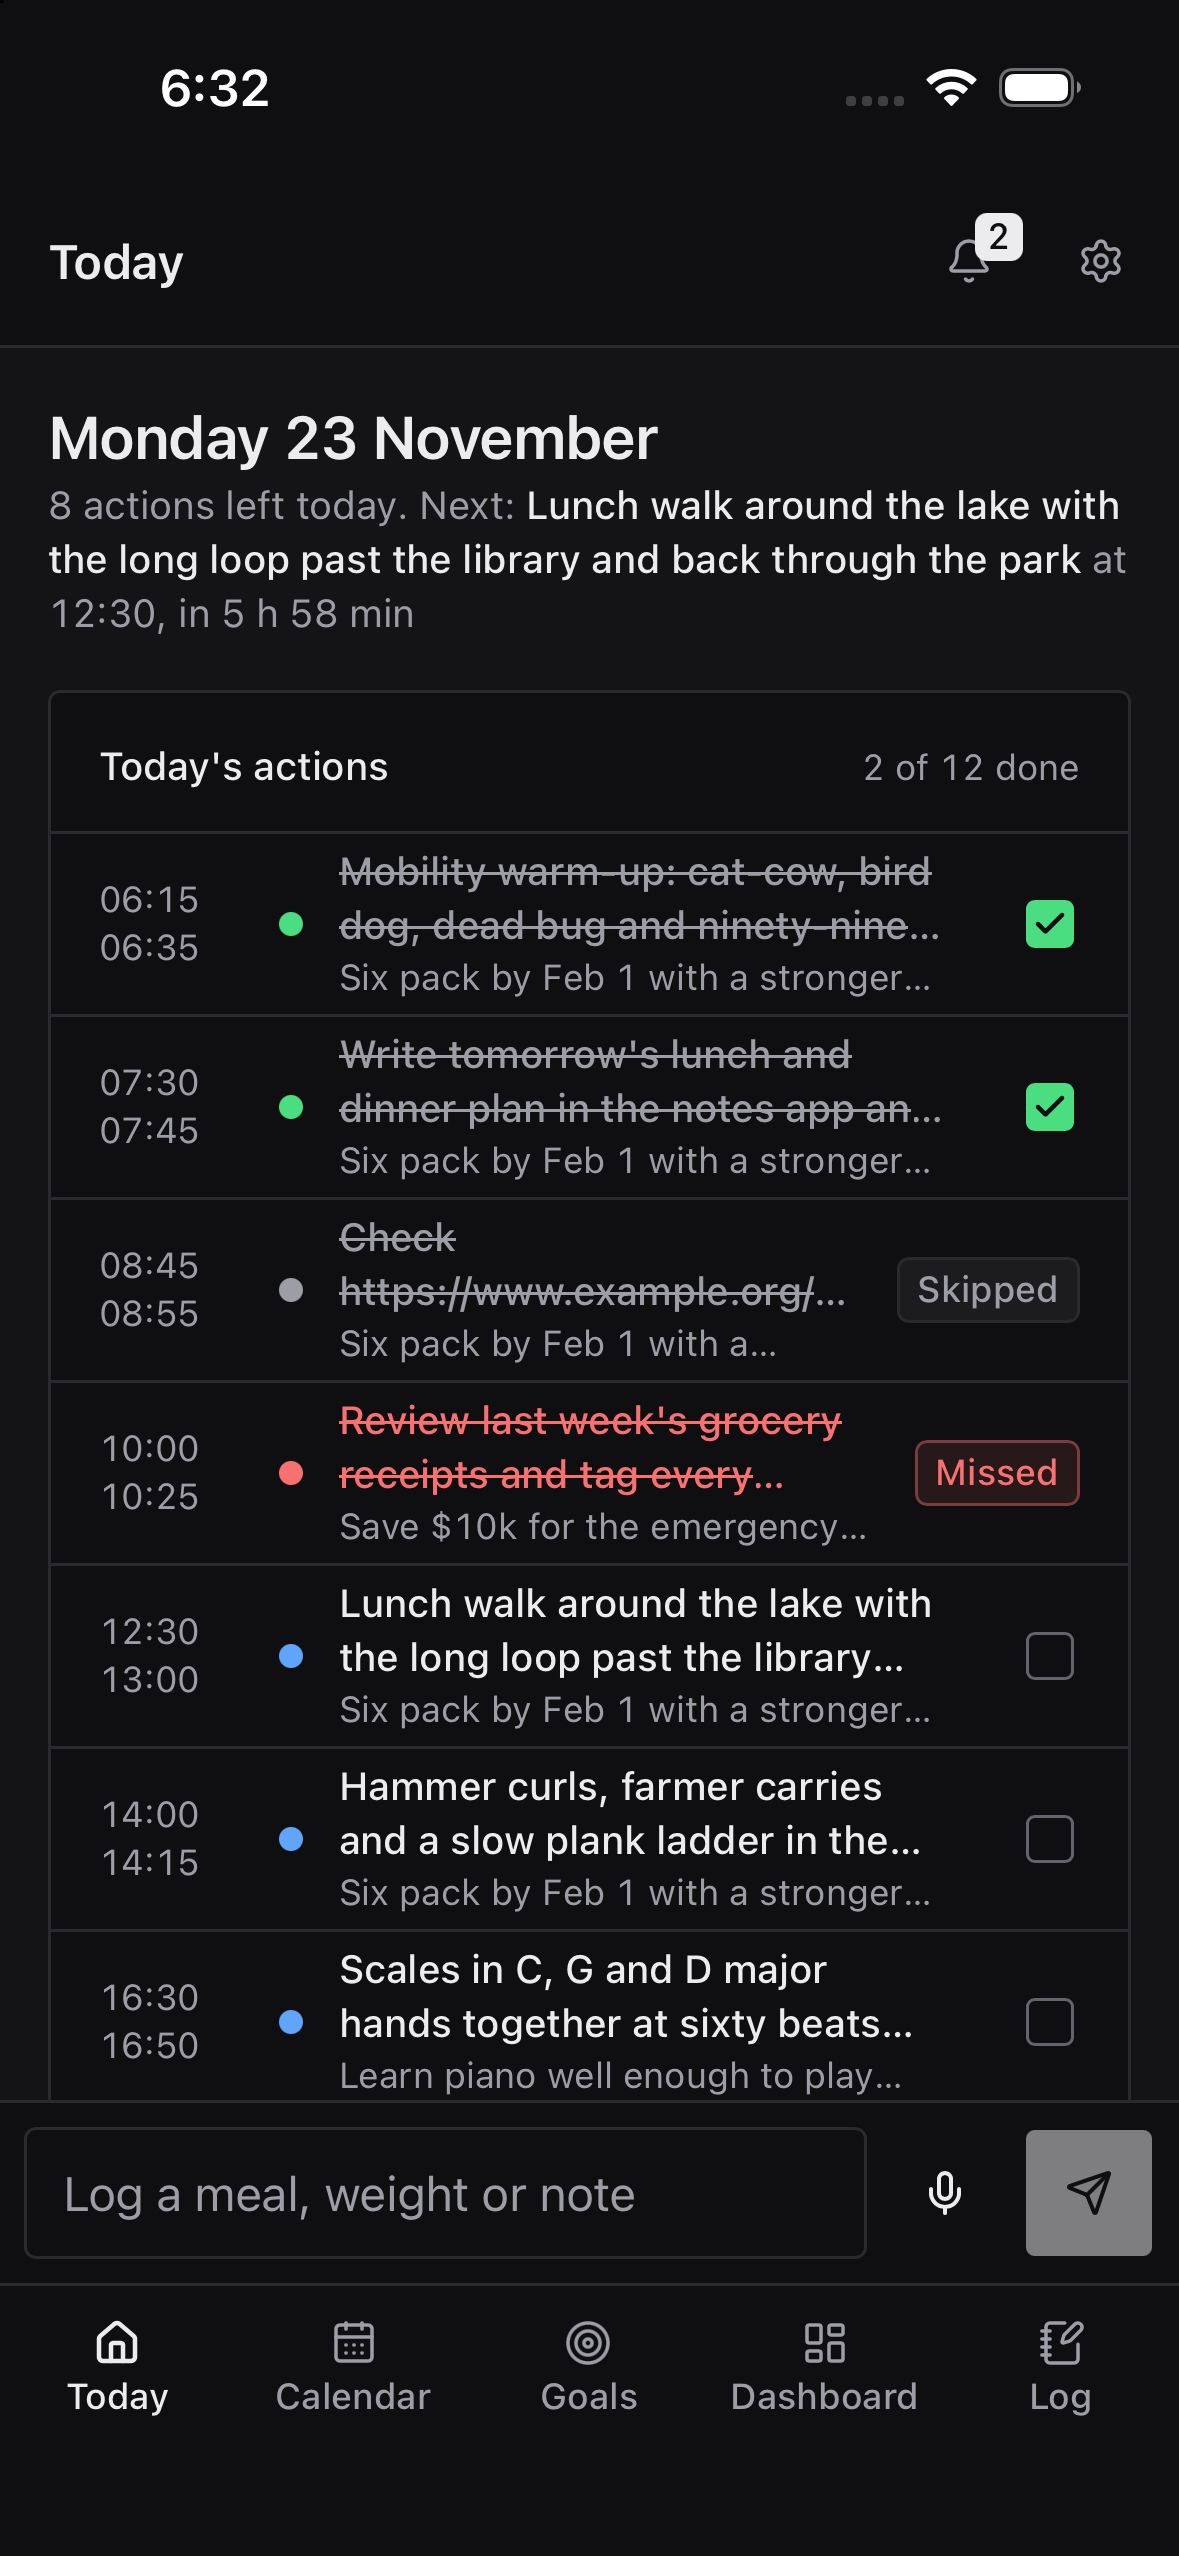 6:32
Today
2
Monday 23 November
8 actions left today. Next: Lunch walk around the lake with
the long loop past the library and back through the park at
12:30, in 5 h 58 min
Today's actions
2 of 12 done
06:15
06:35
Mobility warm-up: cat-cow, bird
dog, dead bug and ninety-nine...
Six pack by Feb 1 with a stronger...
07:30
07:45
Write tomorrow's lunch and
dinner plan in the notes app an...
Six pack by Feb 1 with a stronger...
08:45
08:55
Check
https://www.example.org/...
Six pack by Feb 1 with a...
Skipped
10:00
10:25
Review last week's grocery
receipts and tag every...
Save $10k for the emergency...
Missed
12:30
13:00
Lunch walk around the lake with
the long loop past the library...
Six pack by Feb 1 with a stronger...
14:00
14:15
Hammer curls, farmer carries
and a slow plank ladder in the...
Six pack by Feb 1 with a stronger...
16:30
16:50
Scales in C, G and D major
hands together at sixty beats...
Learn piano well enough to play...
Log a meal, weight or note
Today
Calendar
Goals
Dashboard
Log